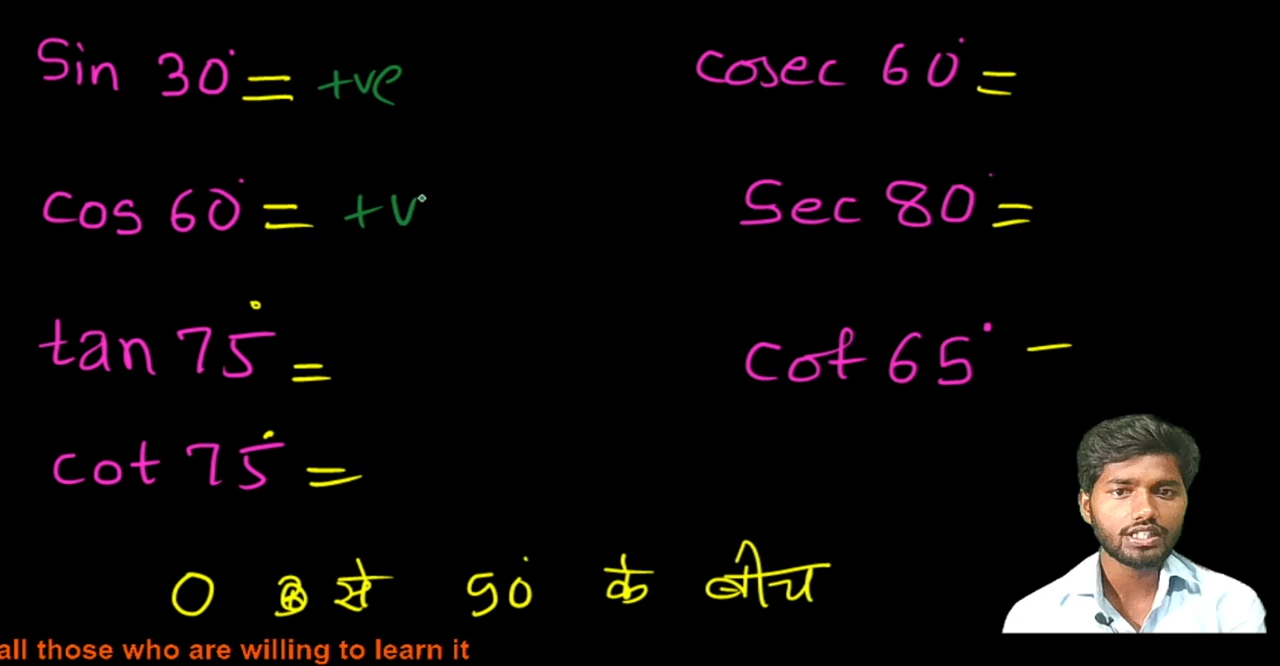 Sin 30° = +ve
cosec 60° =
cos 60° = +v
Sec 80° =
tan 75° =
cot 65° –
cot 75° =
0 से 90° के बीच
all those who are willing to learn it